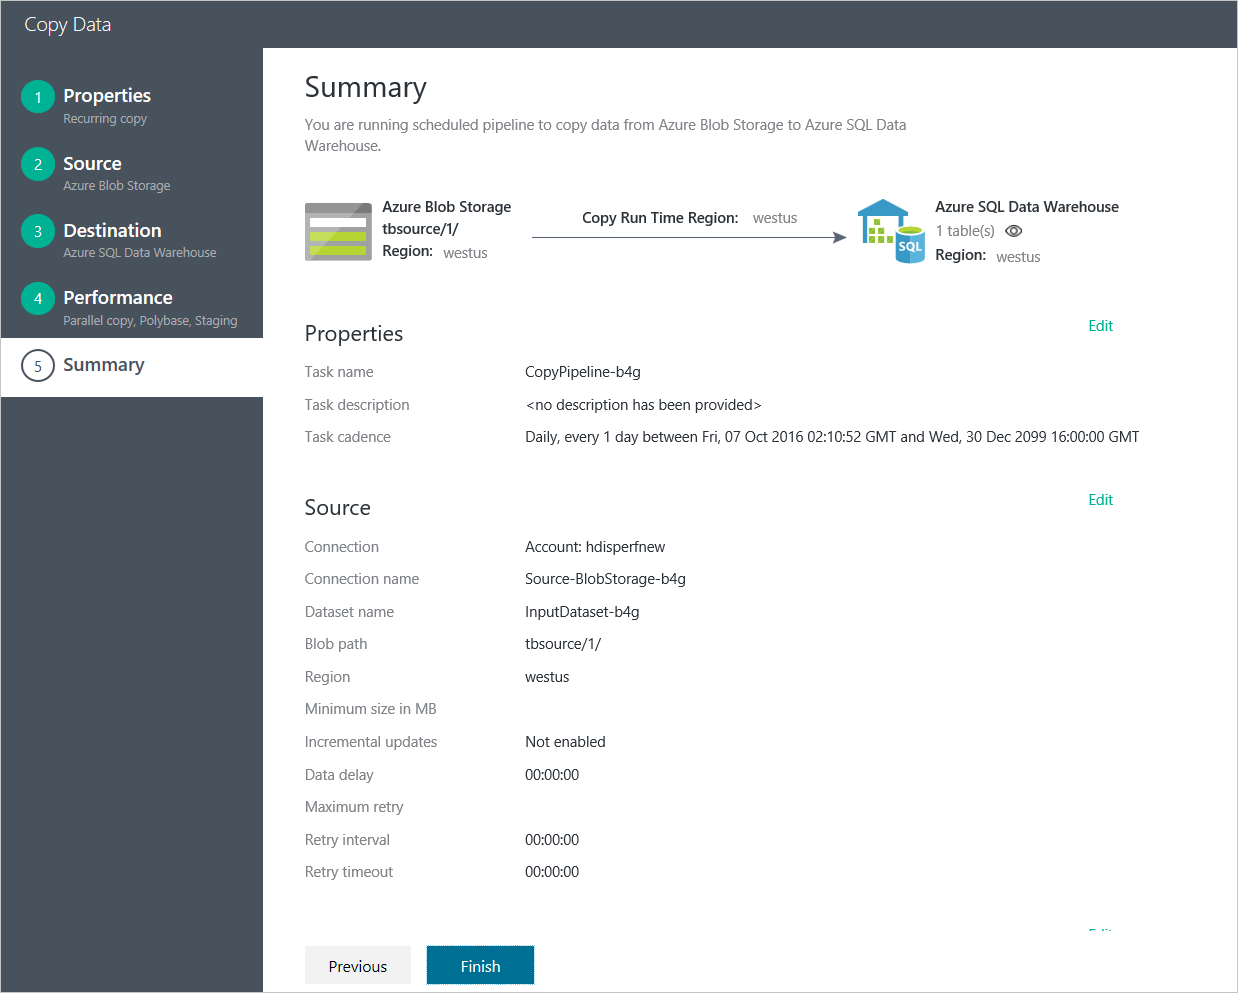 Copy Data
1 Properties
Recurring copy
2 Source
Azure Blob Storage
3 Destination
Azure SQL Data Warehouse
4 Performance
Parallel copy, Polybase, Staging
5 Summary
Summary
You are running scheduled pipeline to copy data from Azure Blob Storage to Azure SQL Data
Warehouse.
Azure Blob Storage
tbsource/1/
Region: westus
Copy Run Time Region: westus
SQL
Azure SQL Data Warehouse
1 table(s)
Region: westus
Properties Edit
Task name CopyPipeline-b4g
Task description <no description has been provided>
Task cadence Daily, every 1 day between Fri, 07 Oct 2016 02:10:52 GMT and Wed, 30 Dec 2099 16:00:00 GMT
Source Edit
Connection Account: hdisperfnew
Connection name Source-BlobStorage-b4g
Dataset name InputDataset-b4g
Blob path tbsource/1/
Region westus
Minimum size in MB
Incremental updates Not enabled
Data delay 00:00:00
Maximum retry
Retry interval 00:00:00
Retry timeout 00:00:00
Edit
Previous Finish